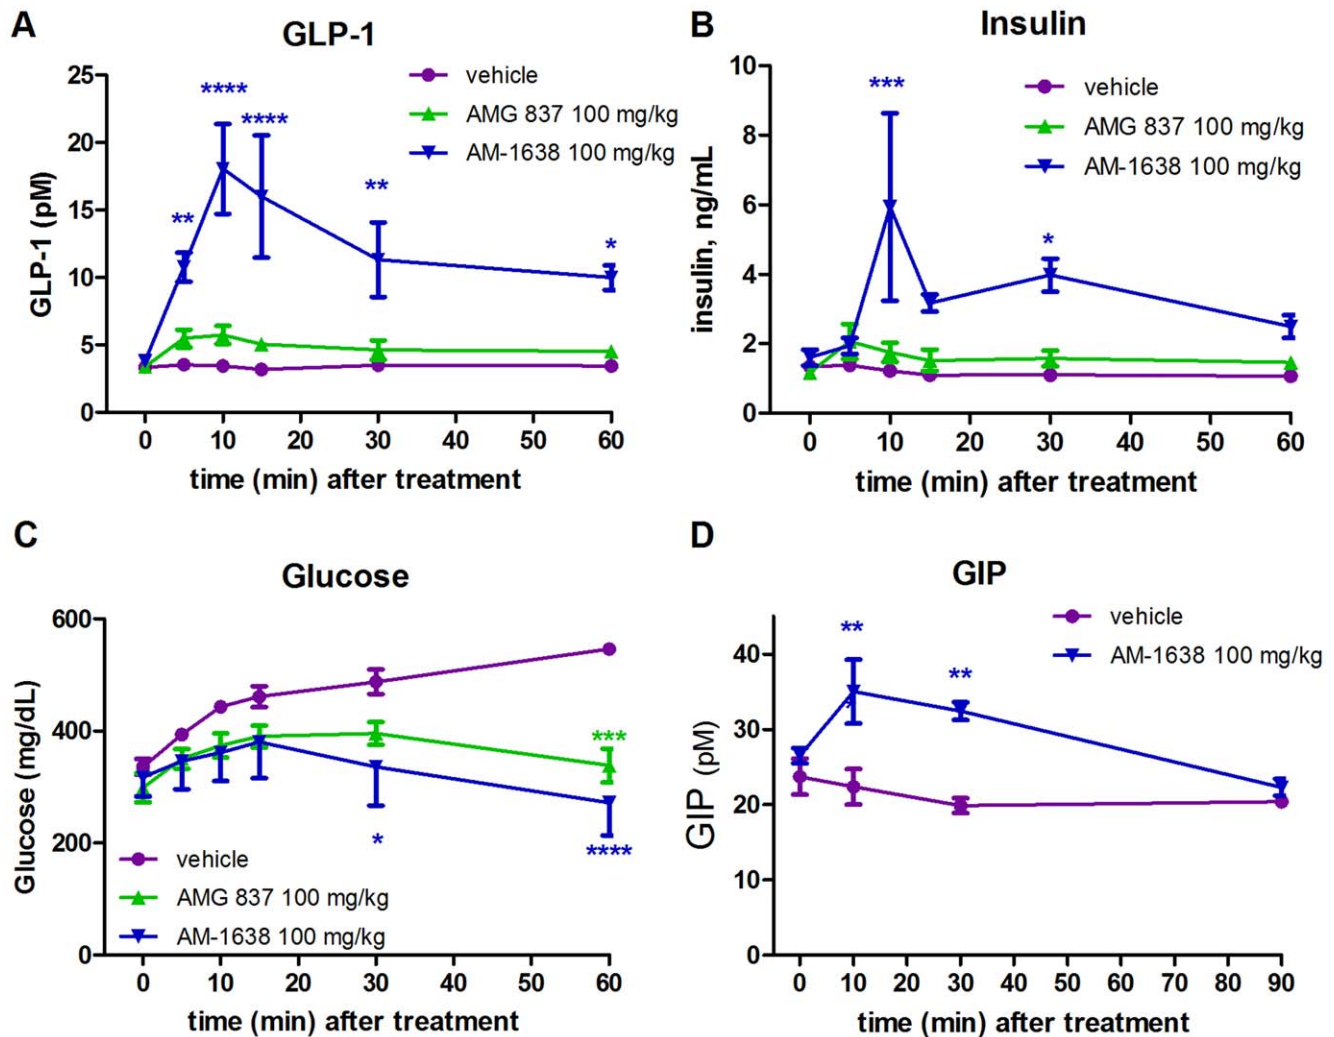 A
GLP-1
GLP-1 (pM)
25
20
15
10
5
0
**
****
****
**
*
vehicle
AMG 837 100 mg/kg
AM-1638 100 mg/kg
0 10 20 30 40 50 60
time (min) after treatment
B
Insulin
insulin, ng/mL
10
8
6
4
2
0
***
*
vehicle
AMG 837 100 mg/kg
AM-1638 100 mg/kg
0 10 20 30 40 50 60
time (min) after treatment
C
Glucose
Glucose (mg/dL)
600
400
200
0
***
*
****
vehicle
AMG 837 100 mg/kg
AM-1638 100 mg/kg
0 10 20 30 40 50 60
time (min) after treatment
D
GIP
GIP (pM)
40
30
20
10
0
**
**
vehicle
AM-1638 100 mg/kg
0 10 20 30 40 50 60 70 80 90
time (min) after treatment